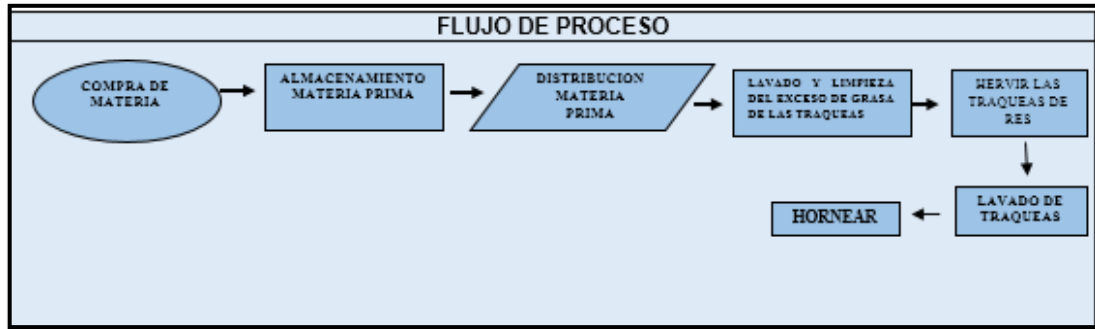 FLUJO DE PROCESO
COMPRA DE
MATERIA
ALMACENAMIENTO
MATERIA PRIMA
DISTRIBUCION
MATERIA
PRIMA
LAVADO Y LIMPIEZA
DEL EXCESO DE GRASA
DE LAS TRAQUEAS
HERVIR LAS
TRAQUEAS DE
RES
LAVADO DE
TRAQUEAS
HORNEAR